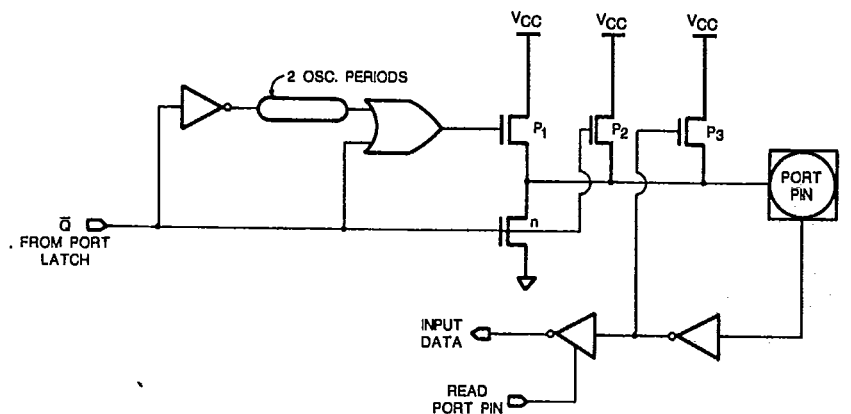 VCC
VCC
VCC
2 OSC. PERIODS
P1
P2
P3
PORT
PIN
Q̅
FROM PORT
LATCH
n
INPUT
DATA
READ
PORT PIN